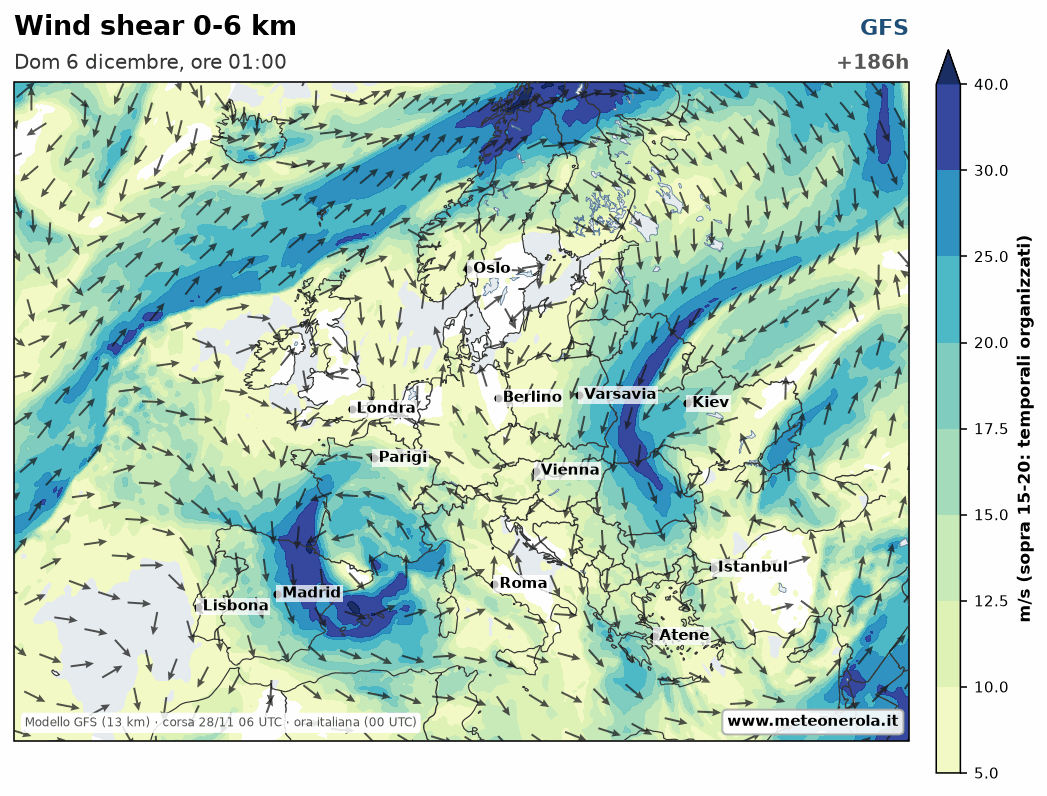 Wind shear 0-6 km
GFS
Dom 6 dicembre, ore 01:00
+186h
40.0
30.0
25.0
20.0
17.5
15.0
12.5
10.0
5.0
m/s (sopra 15-20: temporali organizzati)
Oslo
Berlino
Varsavia
Kiev
Londra
Parigi
Vienna
Istanbul
Roma
Madrid
Lisbona
Atene
Modello GFS (13 km) · corsa 28/11 06 UTC · ora italiana (00 UTC)
www.meteonerola.it